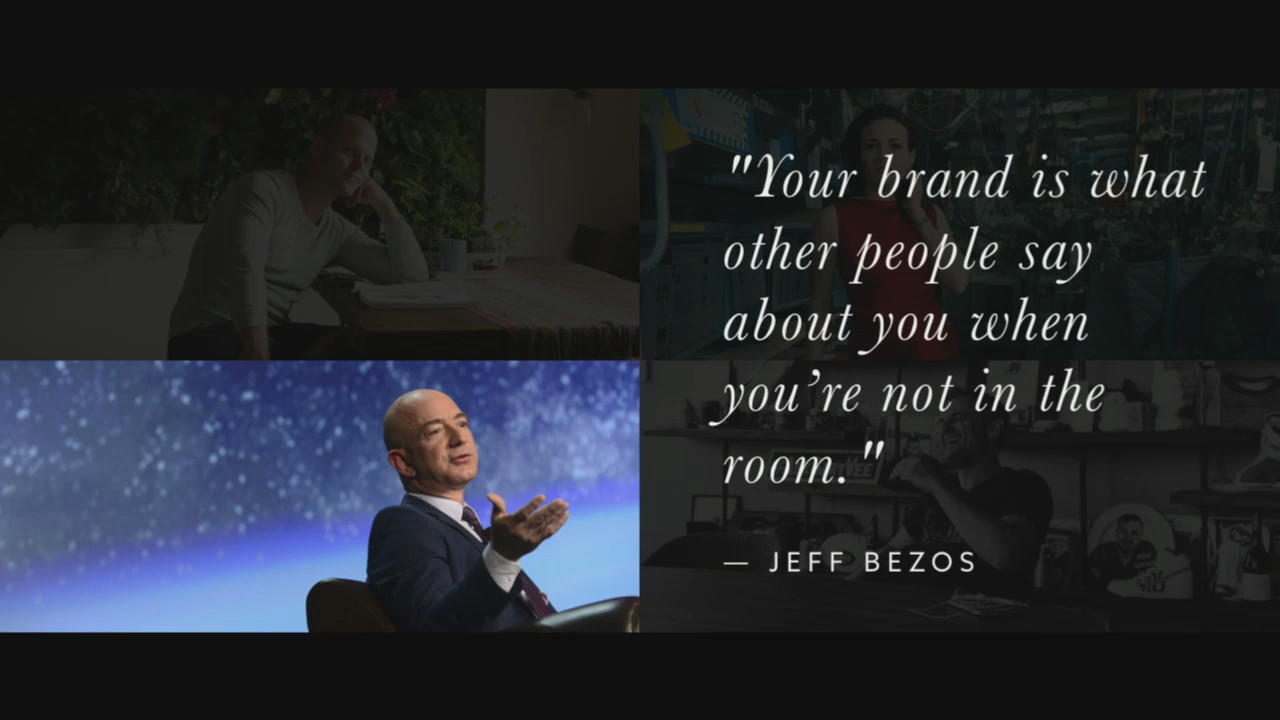 "Your brand is what
other people say
about you when
you’re not in the
room."
— JEFF BEZOS